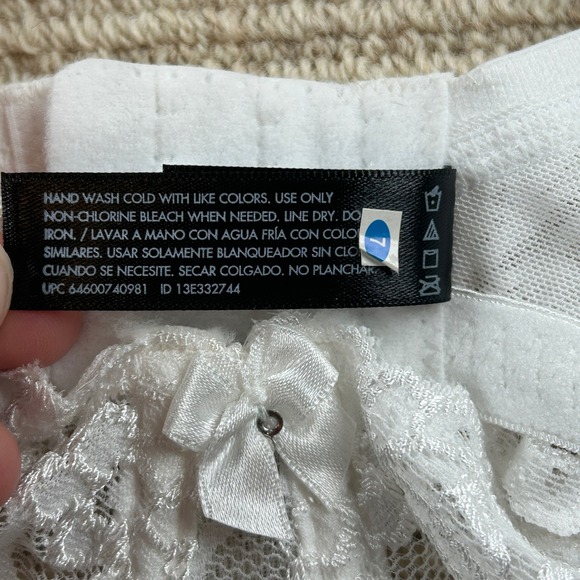 HAND WASH COLD WITH LIKE COLORS. USE ONLY
NON-CHLORINE BLEACH WHEN NEEDED. LINE DRY. DO
IRON. / LAVAR A MANO CON AGUA FRÍA CON COLO
SIMILARES. USAR SOLAMENTE BLANQUEADOR SIN CLO
CUANDO SE NECESITE. SECAR COLGADO. NO PLANCHAR.
UPC 64600740981 ID 13E332744
7